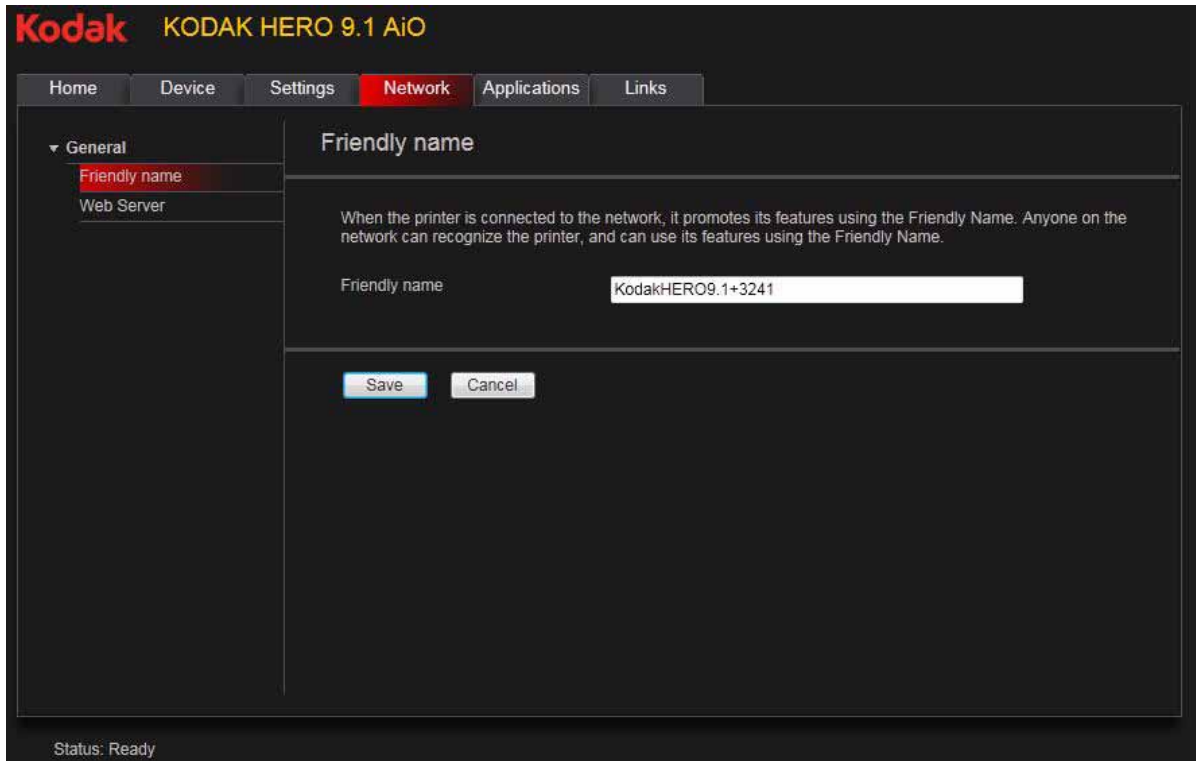 Kodak KODAK HERO 9.1 AiO
Home Device Settings Network Applications Links
General
Friendly name
Web Server
Friendly name
When the printer is connected to the network, it promotes its features using the Friendly Name. Anyone on the
network can recognize the printer, and can use its features using the Friendly Name.
Friendly name KodakHERO9.1+3241
Save Cancel
Status: Ready